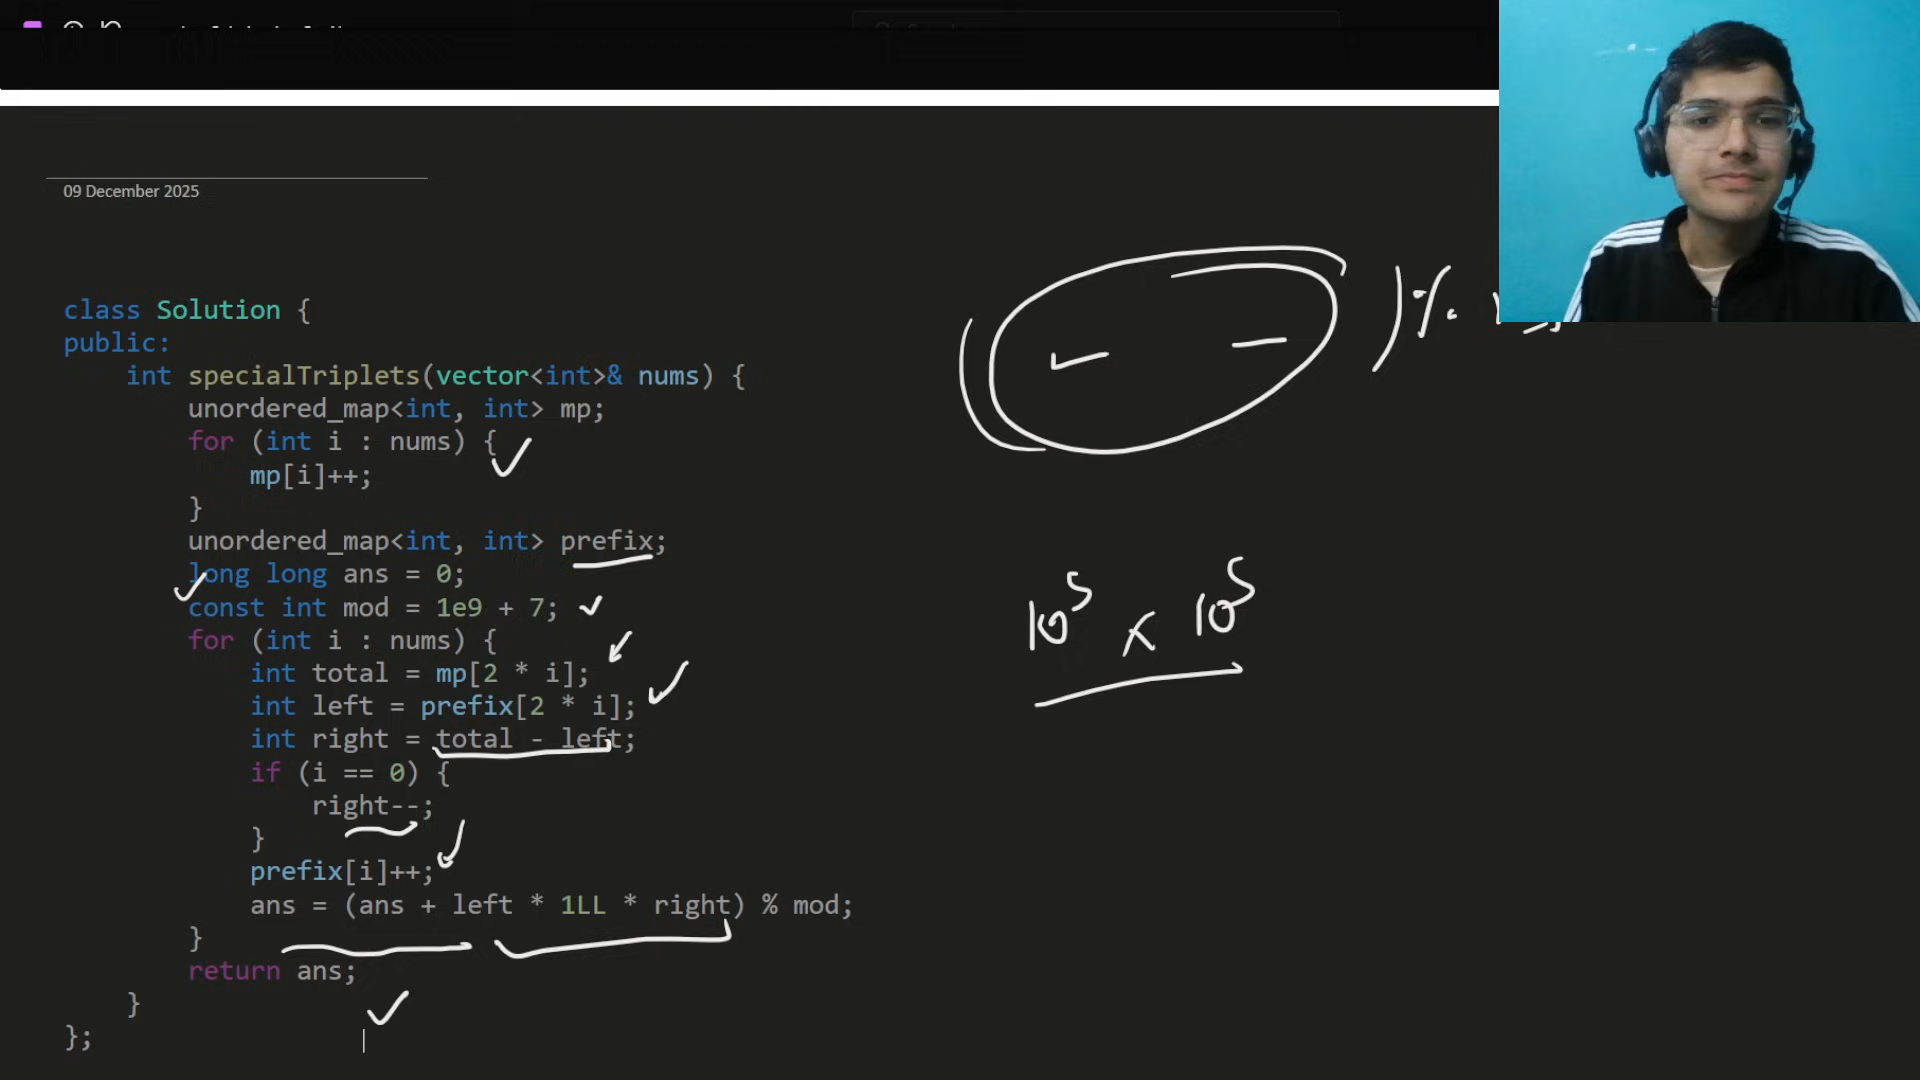 09 December 2025
class Solution {
public:
int specialTriplets(vector<int>& nums) {
unordered_map<int, int> mp;
for (int i : nums) {
mp[i]++;
}
unordered_map<int, int> prefix;
long long ans = 0;
const int mod = 1e9 + 7;
for (int i : nums) {
int total = mp[2 * i];
int left = prefix[2 * i];
int right = total - left;
if (i == 0) {
right--;
}
prefix[i]++;
ans = (ans + left * 1LL * right) % mod;
}
return ans;
}
};
) %
10^5 x 10^5